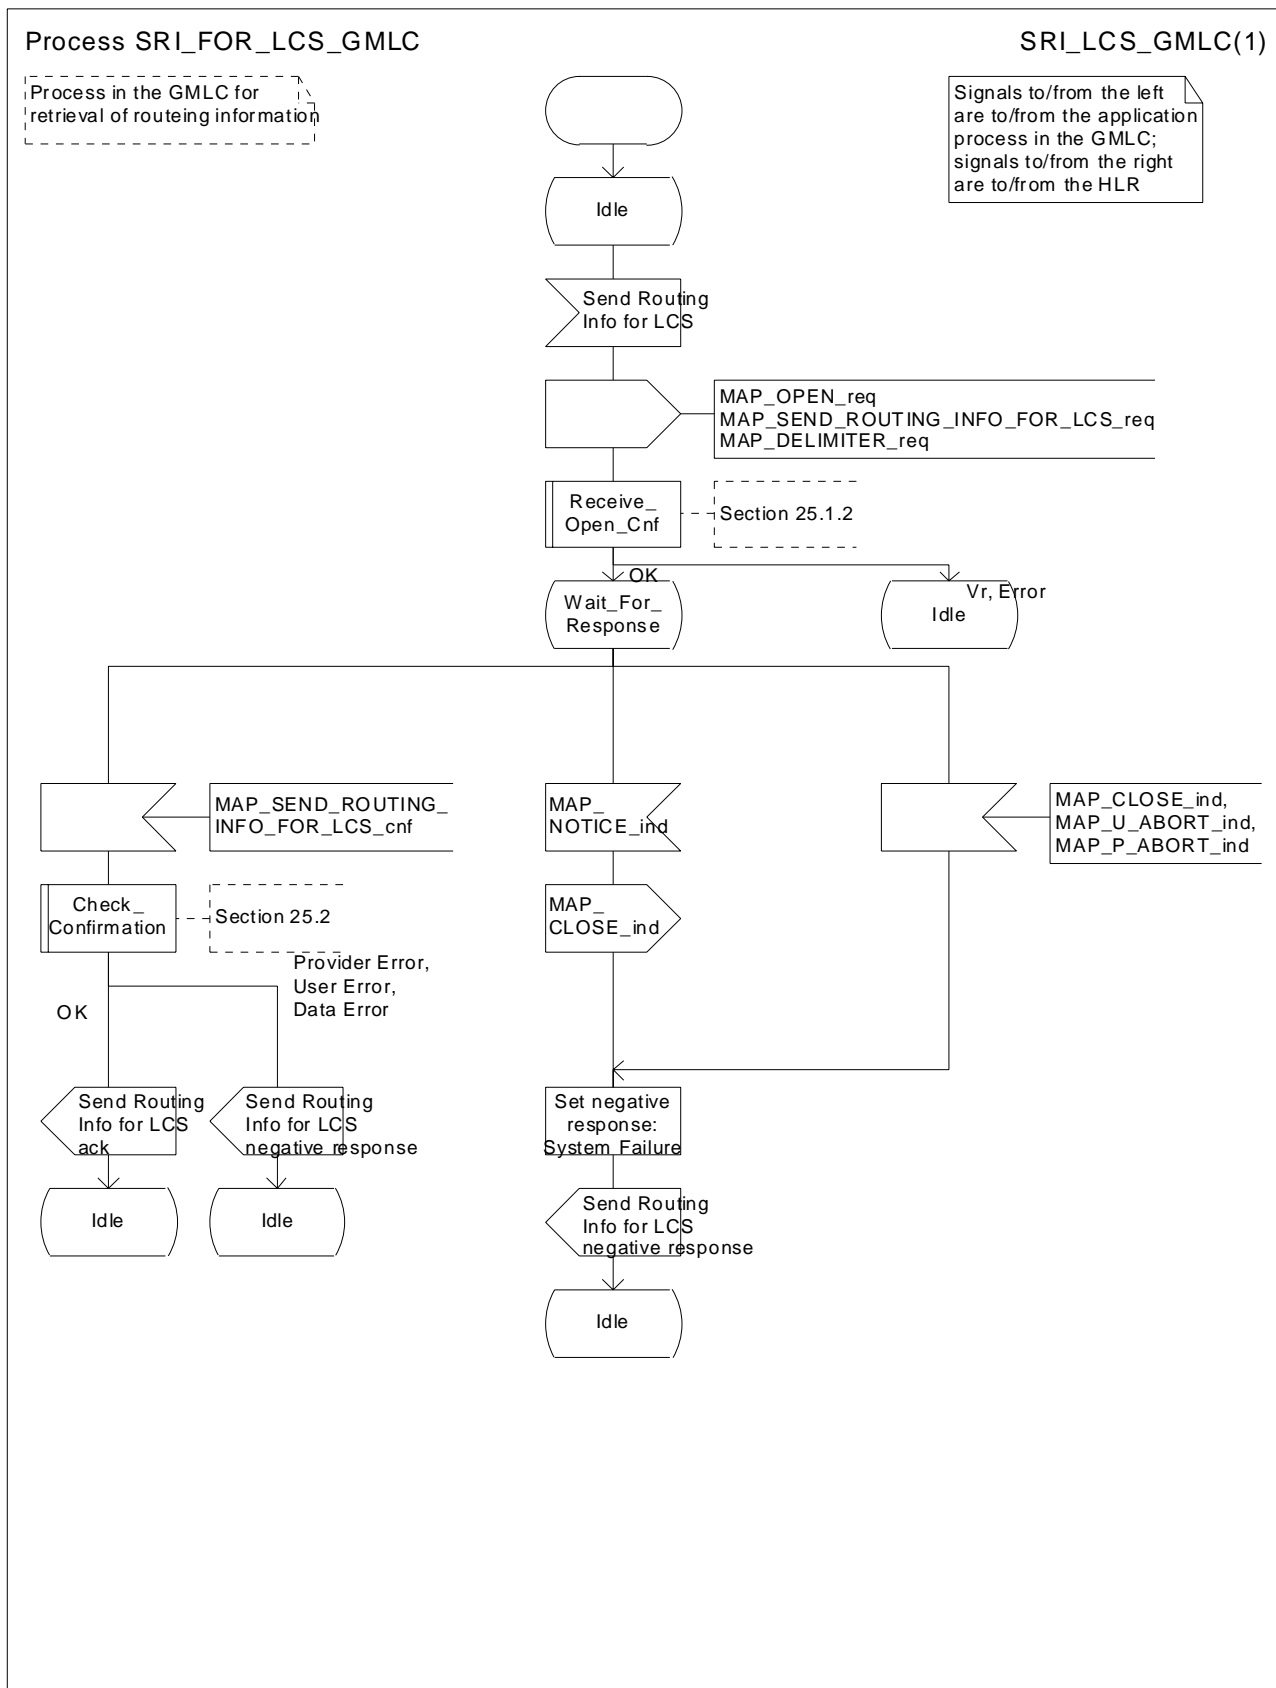 Process SRI_FOR_LCS_GMLC
SRI_LCS_GMLC(1)
Process in the GMLC for
retrieval of routeing information
Signals to/from the left
are to/from the application
process in the GMLC;
signals to/from the right
are to/from the HLR
Idle
Send Routing
Info for LCS
MAP_OPEN_req
MAP_SEND_ROUTING_INFO_FOR_LCS_req
MAP_DELIMITER_req
Receive_
Open_Cnf
Section 25.1.2
OK
Vr, Error
Wait_For_
Response
Idle
MAP_SEND_ROUTING_
INFO_FOR_LCS_cnf
MAP_
NOTICE_ind
MAP_CLOSE_ind,
MAP_U_ABORT_ind,
MAP_P_ABORT_ind
Check_
Confirmation
Section 25.2
MAP_
CLOSE_ind
Provider Error,
User Error,
Data Error
OK
Send Routing
Info for LCS
ack
Send Routing
Info for LCS
negative response
Set negative
response:
System Failure
Idle
Idle
Send Routing
Info for LCS
negative response
Idle